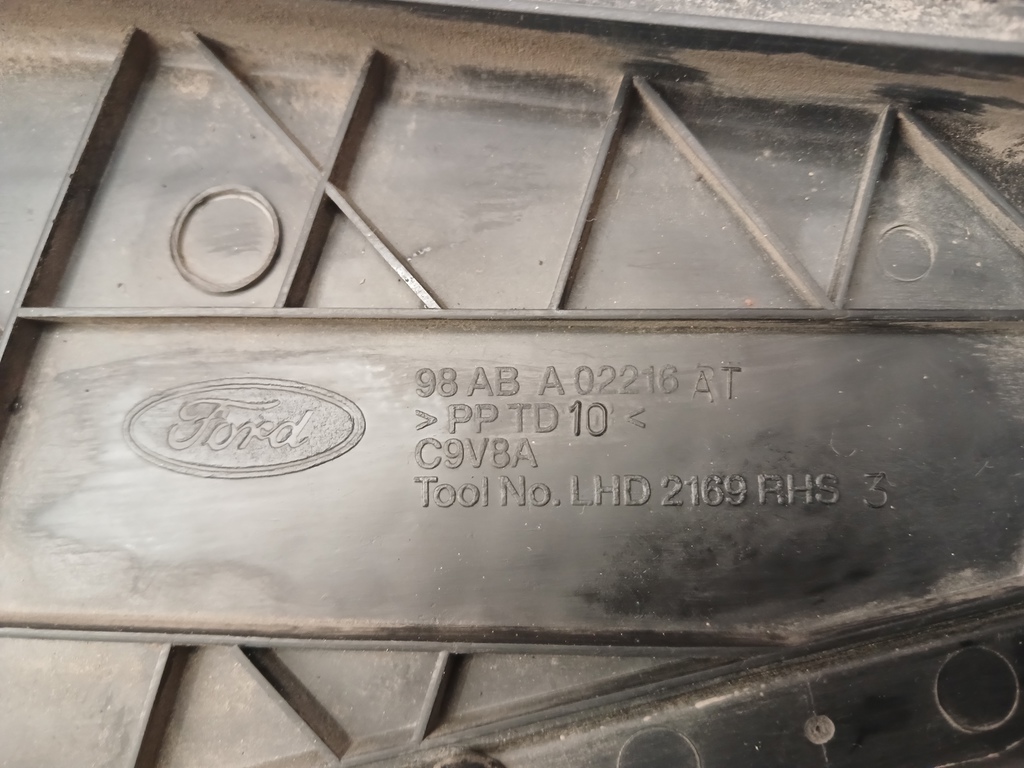 Ford
98 AB A 02216 AT
> PP TD 10 <
C9V8A
Tool No. LHD 2169 RHS 3